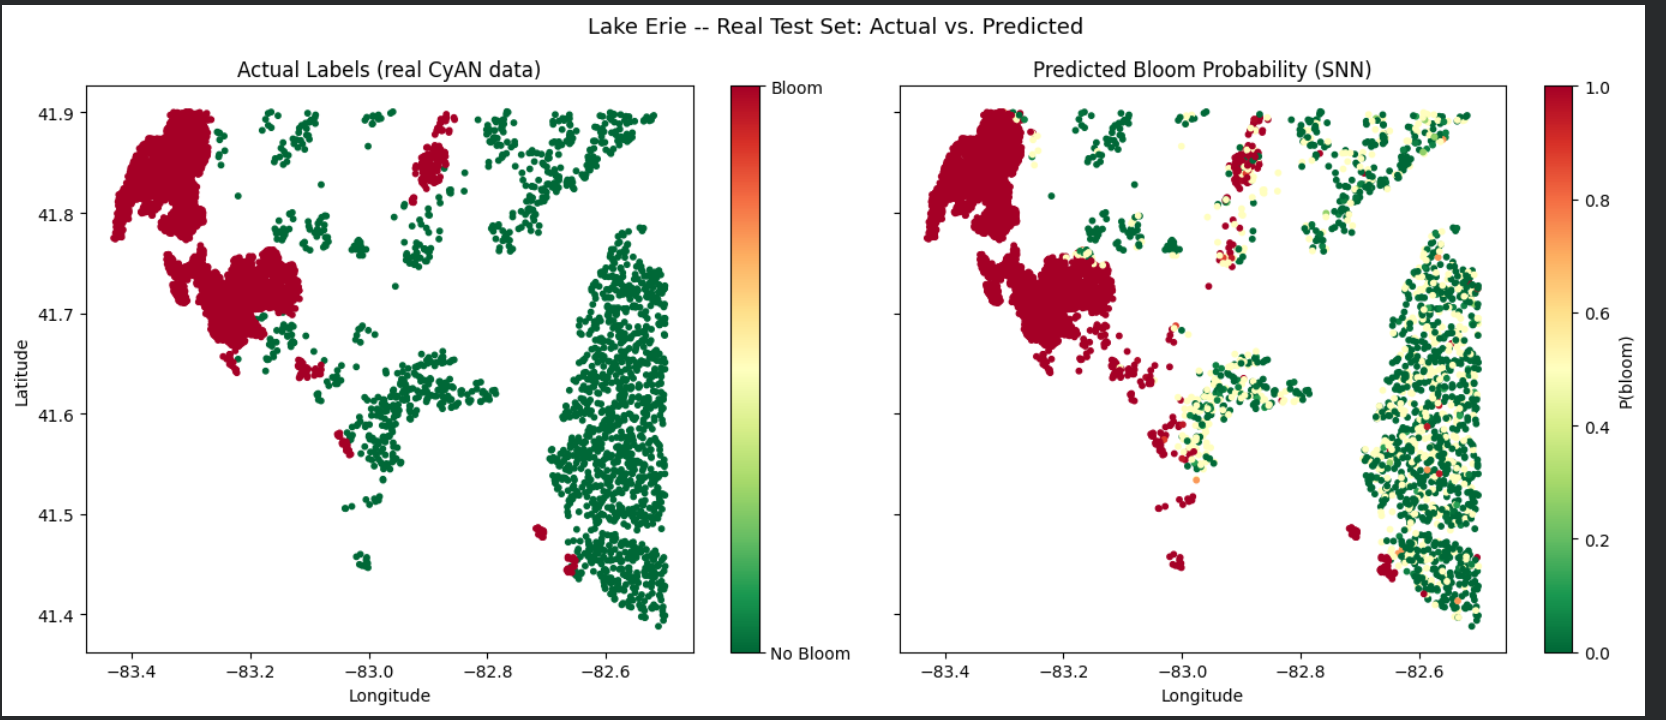 Lake Erie -- Real Test Set: Actual vs. Predicted
Actual Labels (real CyAN data)
Latitude
41.9
41.8
41.7
41.6
41.5
41.4
−83.4
−83.2
−83.0
−82.8
−82.6
Longitude
Bloom
No Bloom
Predicted Bloom Probability (SNN)
−83.4
−83.2
−83.0
−82.8
−82.6
Longitude
1.0
0.8
0.6
0.4
0.2
0.0
P(bloom)